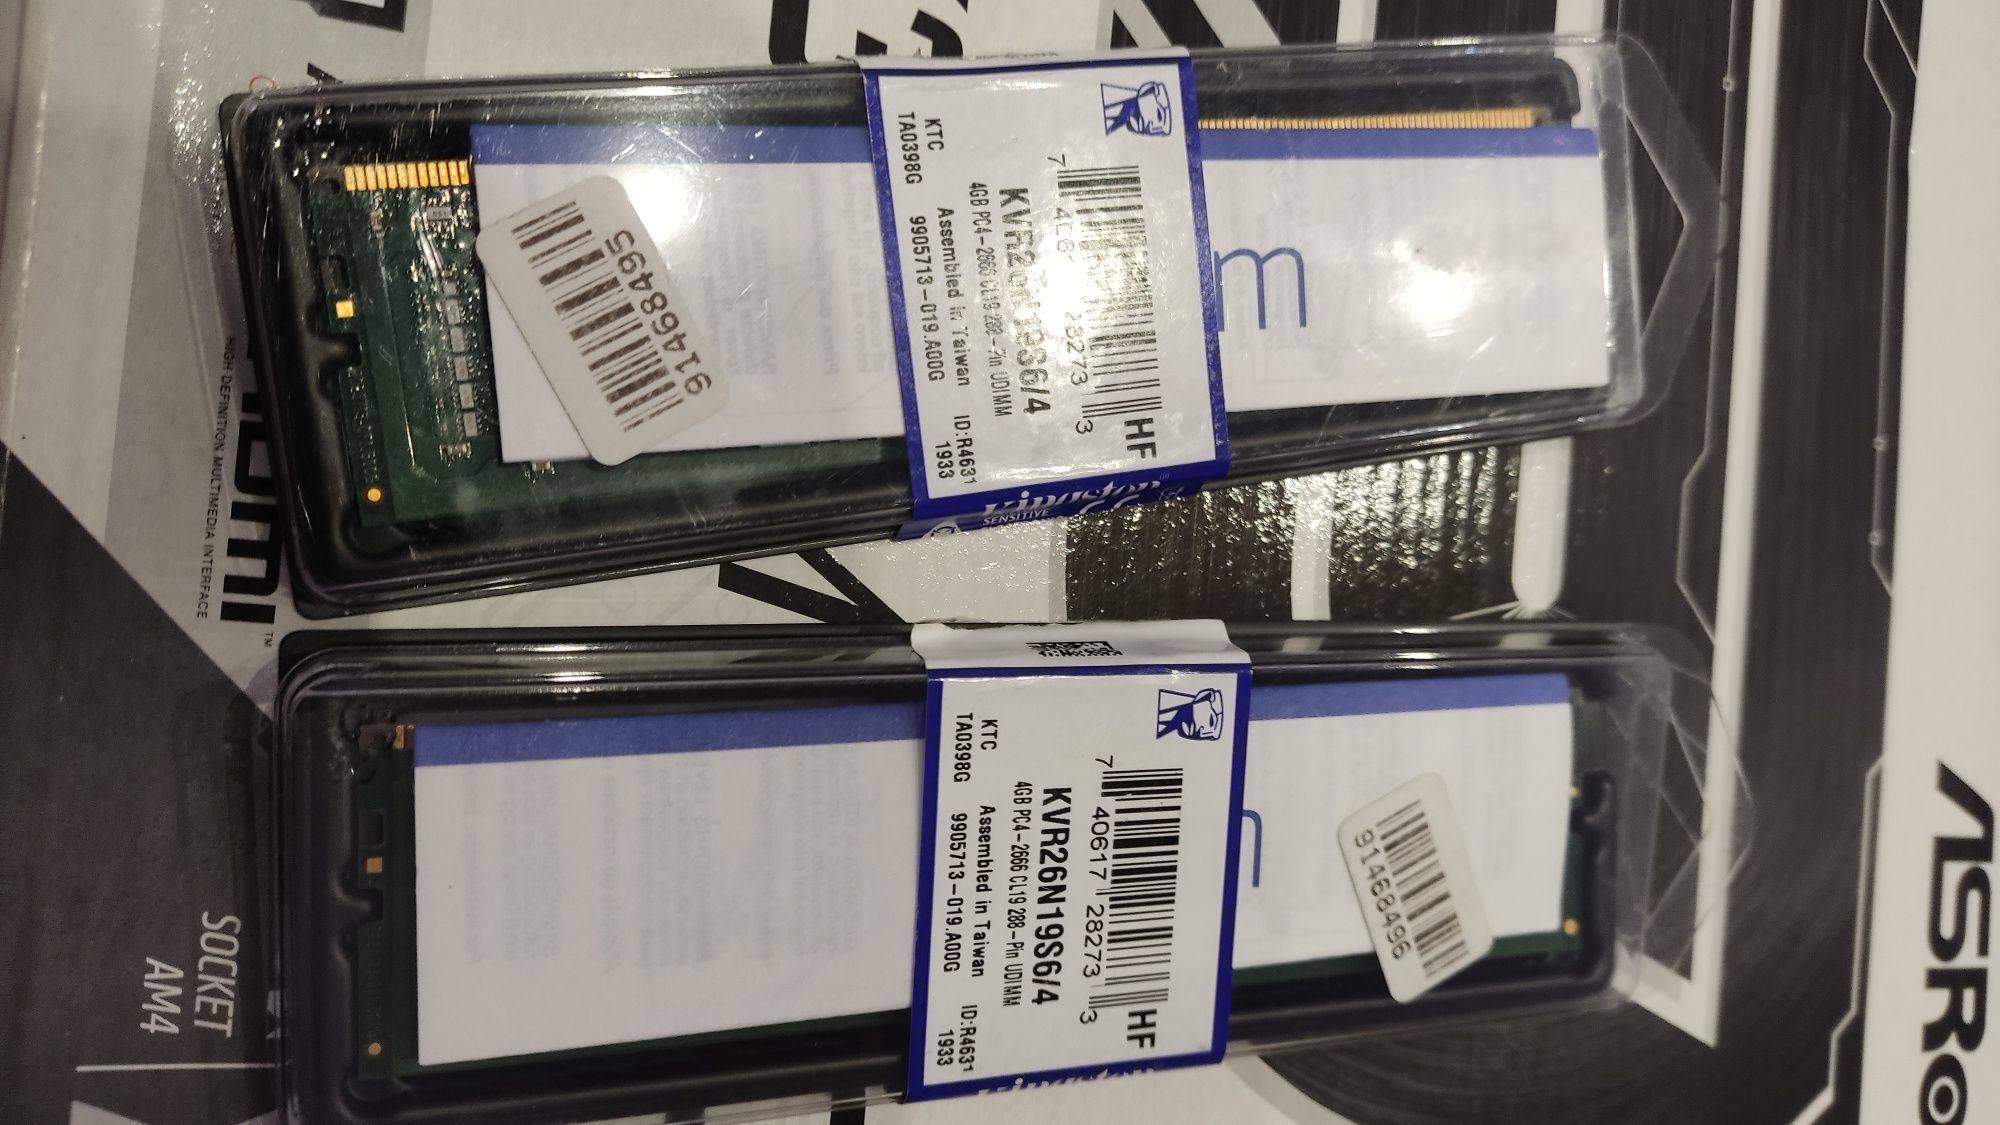 KTC
TA0398G
4GB PC4-2666 CL19 288-Pin UDIMM
Assembled in Taiwan
9905713-019.A00G
ID:R4631
1933
28273 3
HF
Kingston
SENSITIVE
91468495
HIGH DEFINITION MULTIMEDIA INTERFACE
TM
7 40617 28273 3
HF
KVR26N19S6/4
4GB PC4-2666 CL19 288-Pin UDIMM
KTC
Assembled in Taiwan
ID:R4631
TA0398G
9905713-019.A00G
1933
91468496
SOCKET
AM4
ASRO